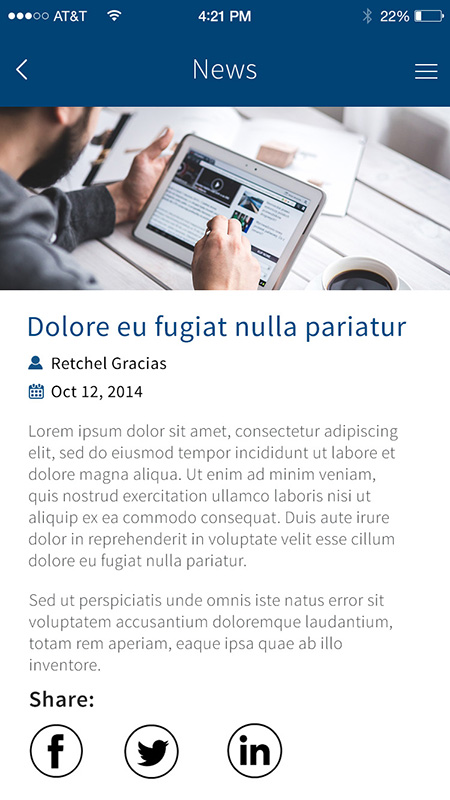 AT&T 4:21 PM 22%
News
Dolore eu fugiat nulla pariatur
Retchel Gracias
Oct 12, 2014
Lorem ipsum dolor sit amet, consectetur adipiscing
elit, sed do eiusmod tempor incididunt ut labore et
dolore magna aliqua. Ut enim ad minim veniam,
quis nostrud exercitation ullamco laboris nisi ut
aliquip ex ea commodo consequat. Duis aute irure
dolor in reprehenderit in voluptate velit esse cillum
dolore eu fugiat nulla pariatur.
Sed ut perspiciatis unde omnis iste natus error sit
voluptatem accusantium doloremque laudantium,
totam rem aperiam, eaque ipsa quae ab illo
inventore.
Share:
f in